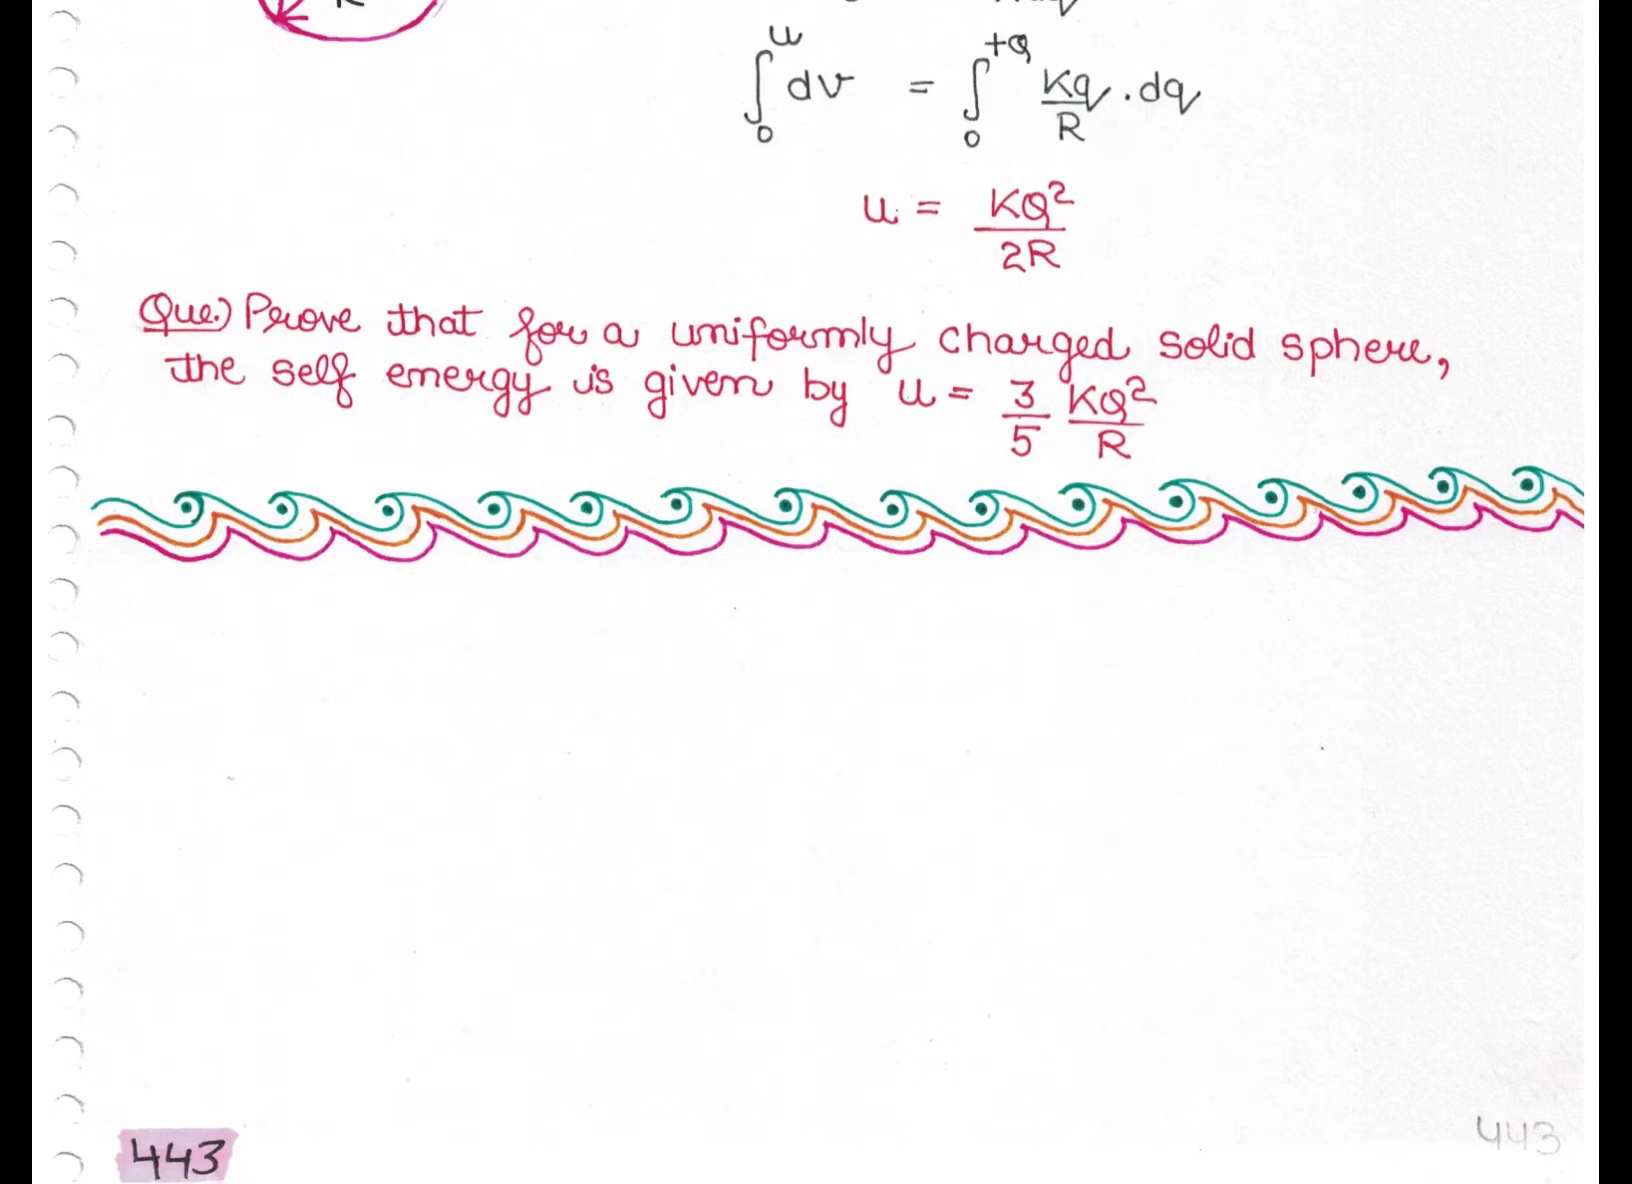 ∫₀ᵁ dv = ∫₀⁺Q Kq/R . dq
U = KQ²/2R
Que.) Prove that for a uniformly charged solid sphere,
the self energy is given by U = 3/5 KQ²/R
443
443